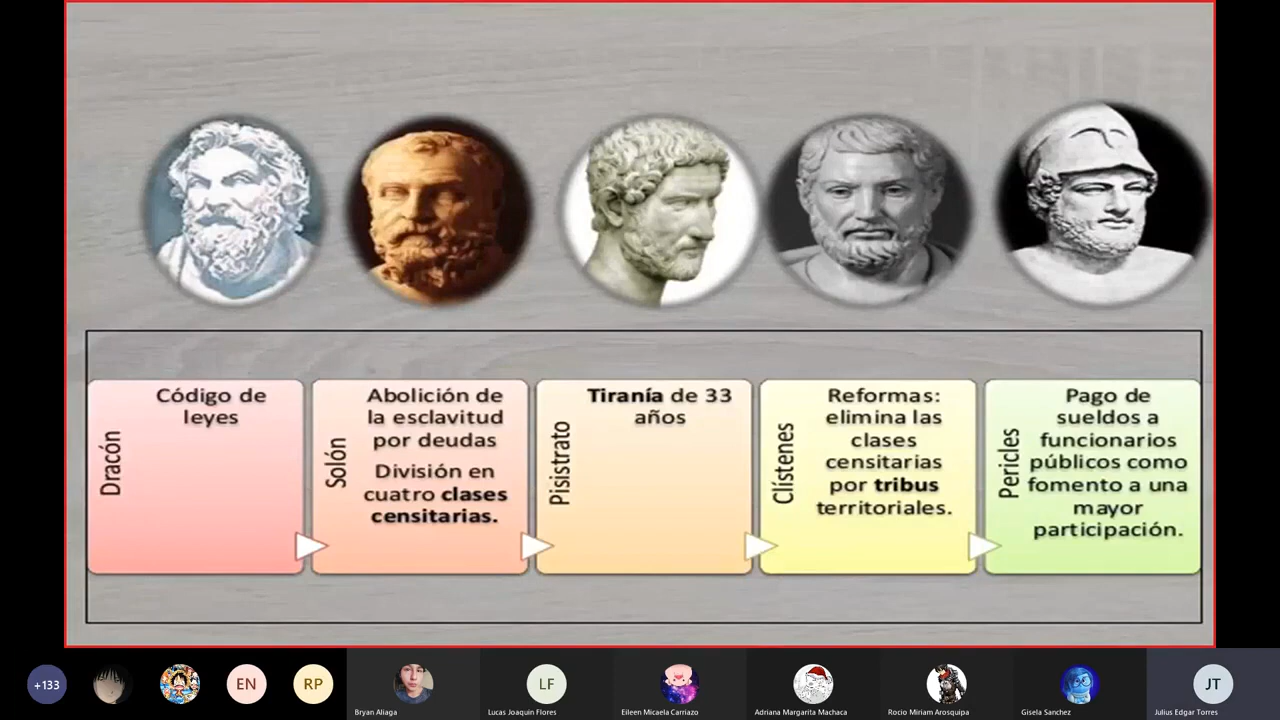 Dracón
Código de
leyes
Solón
Abolición de
la esclavitud
por deudas
División en
cuatro clases
censitarias.
Pisistrato
Tiranía de 33
años
Clístenes
Reformas:
elimina las
clases
censitarias
por tribus
territoriales.
Pericles
Pago de
sueldos a
funcionarios
públicos como
fomento a una
mayor
participación.
+133
EN
RP
Bryan Aliaga
LF
Lucas Joaquin Flores
Eileen Micaela Carriazo
Adriana Margarita Machaca
Rocio Miriam Arosquipa
Gisela Sanchez
JT
Julius Edgar Torres